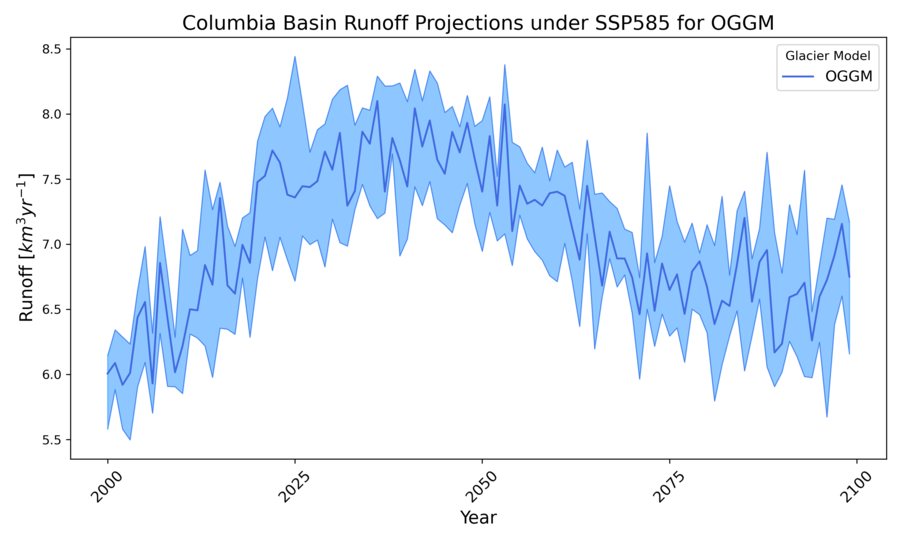 Columbia Basin Runoff Projections under SSP585 for OGGM
Glacier Model
OGGM
Runoff [km³yr⁻¹]
8.5
8.0
7.5
7.0
6.5
6.0
5.5
2000
2025
2050
2075
2100
Year